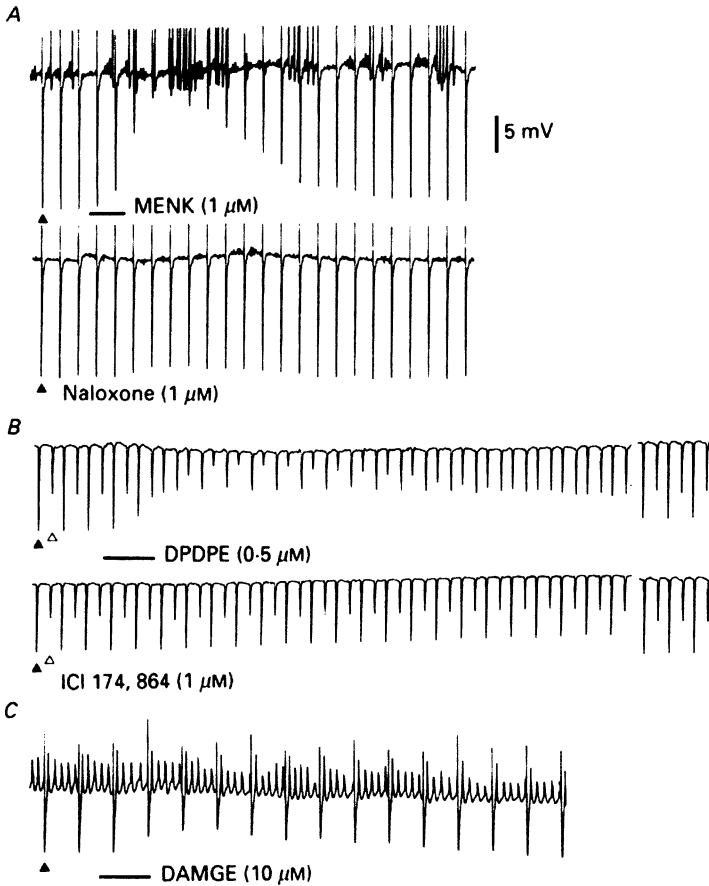 A
5 mV
MENK (1 μM)
Naloxone (1 μM)
B
DPDPE (0·5 μM)
ICI 174, 864 (1 μM)
C
DAMGE (10 μM)